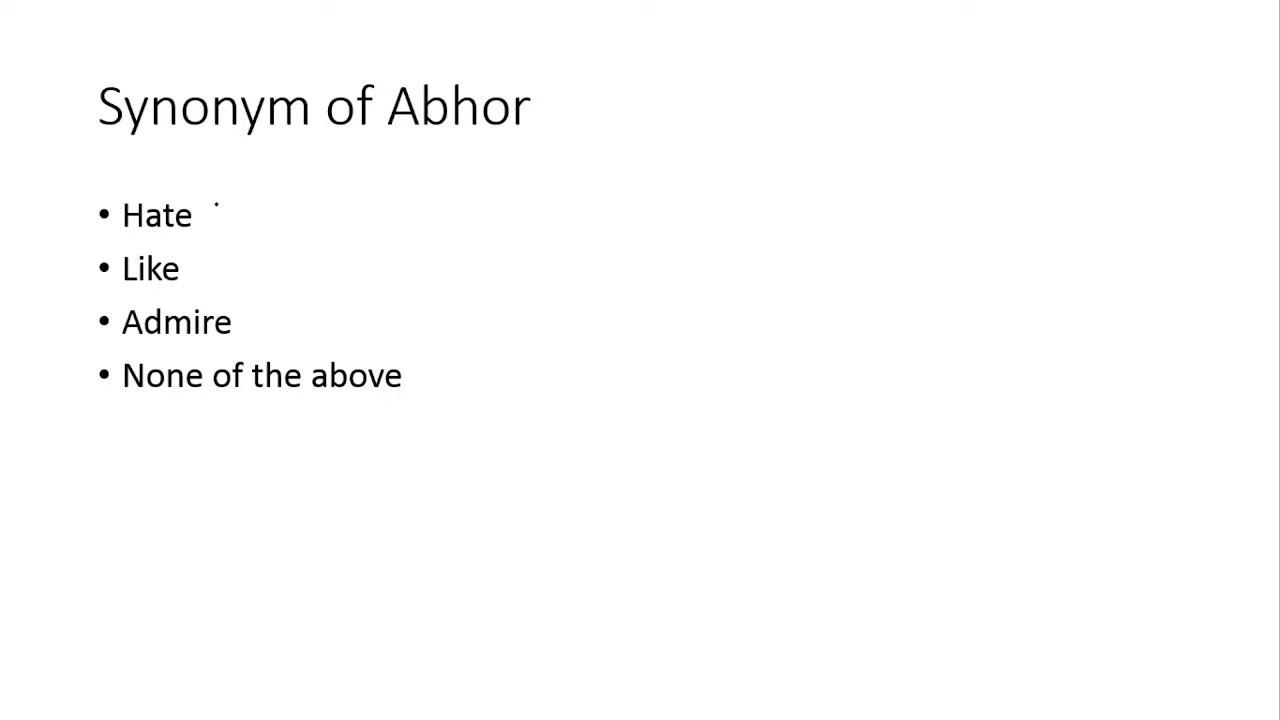 Synonym of Abhor
• Hate
• Like
• Admire
• None of the above